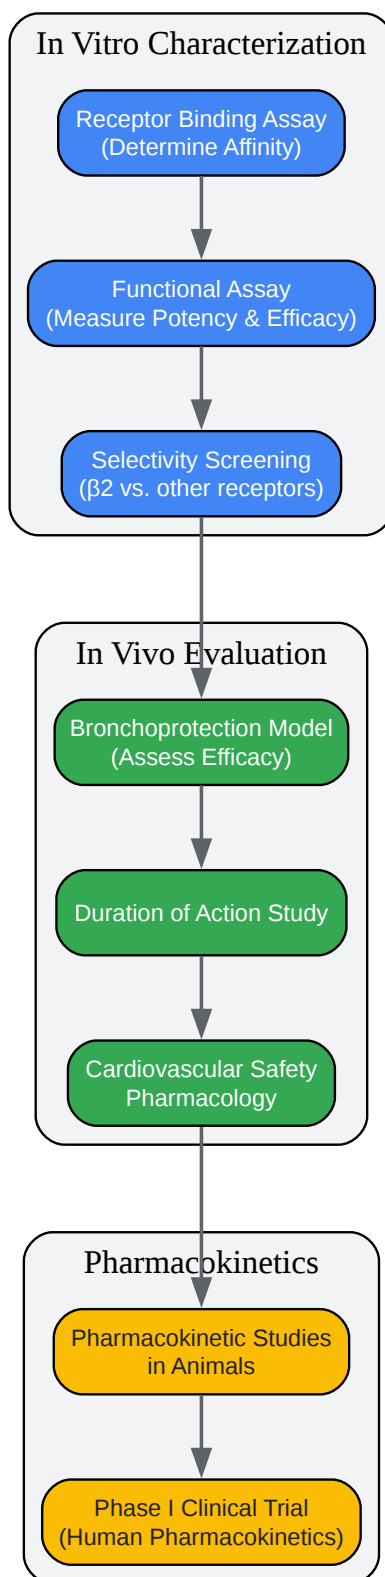 In Vitro Characterization
Receptor Binding Assay
(Determine Affinity)
Functional Assay
(Measure Potency & Efficacy)
Selectivity Screening
(β2 vs. other receptors)
In Vivo Evaluation
Bronchoprotection Model
(Assess Efficacy)
Duration of Action Study
Cardiovascular Safety
Pharmacology
Pharmacokinetics
Pharmacokinetic Studies
in Animals
Phase I Clinical Trial
(Human Pharmacokinetics)